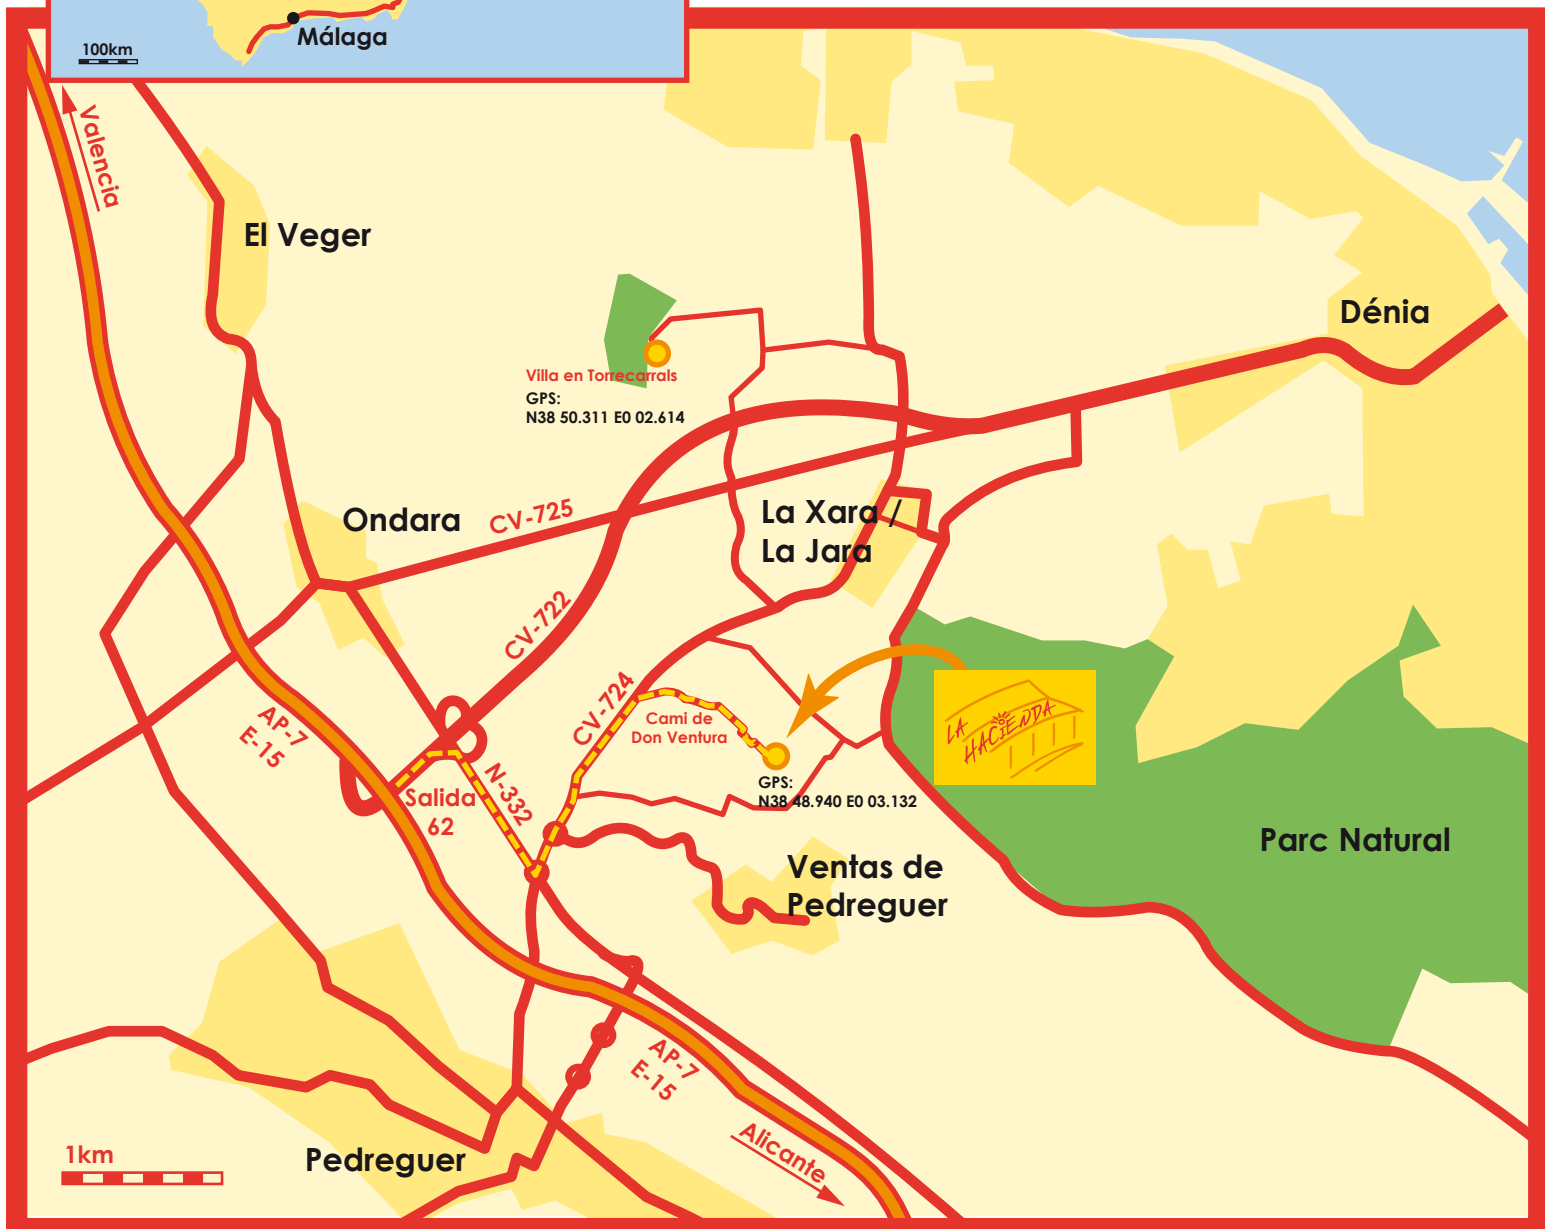 Málaga
100km
Valencia
El Veger
Dénia
Villa en Torrecarrals
GPS:
N38 50.311 E0 02.614
Ondara
CV-725
La Xara /
La Jara
CV-722
CV-724
Cami de
Don Ventura
LA
HACIENDA
AP-7
E-15
N-332
Salida
62
GPS:
N38 48.940 E0 03.132
Parc Natural
Ventas de
Pedreguer
AP-7
E-15
Alicante
Pedreguer
1km